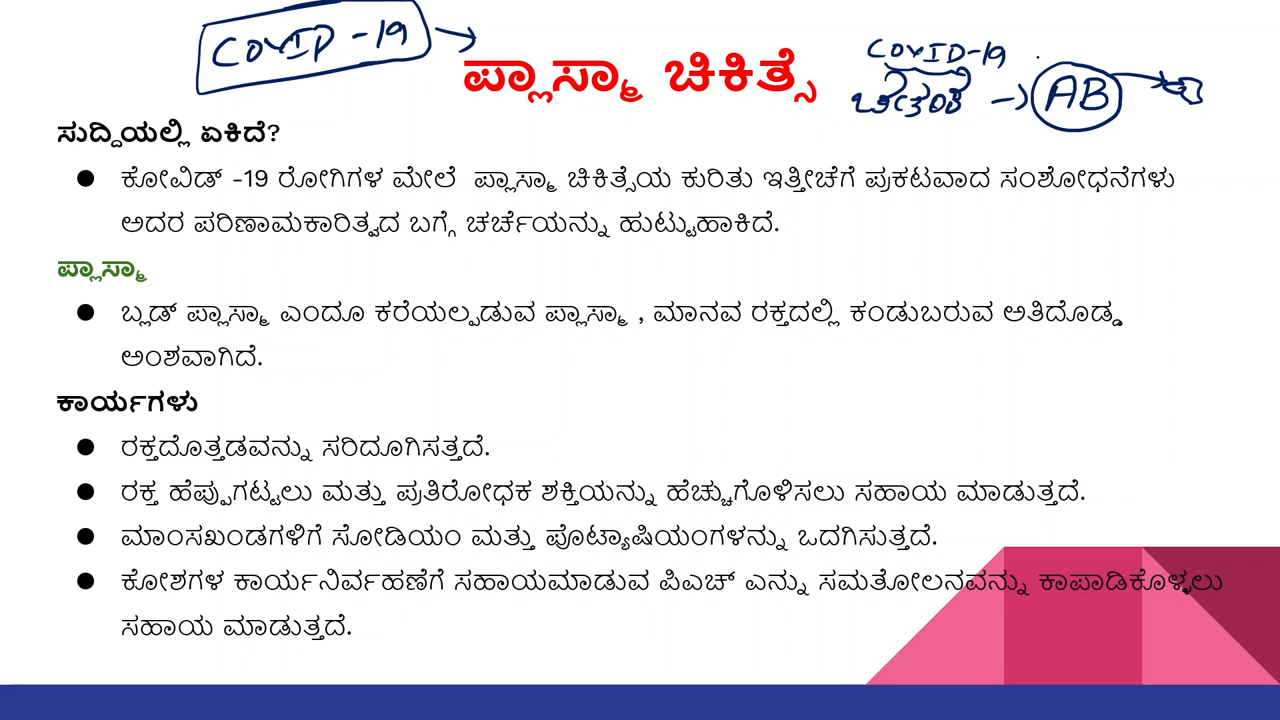 COVID-19 →
ಪ್ಲಾಸ್ಮಾ ಚಿಕಿತ್ಸೆ
COVID-19
→ AB →
ಸುದ್ದಿಯಲ್ಲಿ ಏಕಿದೆ?
● ಕೋವಿಡ್ -19 ರೋಗಿಗಳ ಮೇಲೆ ಪ್ಲಾಸ್ಮಾ ಚಿಕಿತ್ಸೆಯ ಕುರಿತು ಇತ್ತೀಚೆಗೆ ಪ್ರಕಟವಾದ ಸಂಶೋಧನೆಗಳು
ಅದರ ಪರಿಣಾಮಕಾರಿತ್ವದ ಬಗ್ಗೆ ಚರ್ಚೆಯನ್ನು ಹುಟ್ಟುಹಾಕಿದೆ.
ಪ್ಲಾಸ್ಮಾ
● ಬ್ಲಡ್ ಪ್ಲಾಸ್ಮಾ ಎಂದೂ ಕರೆಯಲ್ಪಡುವ ಪ್ಲಾಸ್ಮಾ , ಮಾನವ ರಕ್ತದಲ್ಲಿ ಕಂಡುಬರುವ ಅತಿದೊಡ್ಡ
ಅಂಶವಾಗಿದೆ.
ಕಾರ್ಯಗಳು
● ರಕ್ತದೊತ್ತಡವನ್ನು ಸರಿದೂಗಿಸತ್ತದೆ.
● ರಕ್ತ ಹೆಪ್ಪುಗಟ್ಟಲು ಮತ್ತು ಪ್ರತಿರೋಧಕ ಶಕ್ತಿಯನ್ನು ಹೆಚ್ಚುಗೊಳಿಸಲು ಸಹಾಯ ಮಾಡುತ್ತದೆ.
● ಮಾಂಸಖಂಡಗಳಿಗೆ ಸೋಡಿಯಂ ಮತ್ತು ಪೊಟ್ಯಾಷಿಯಂಗಳನ್ನು ಒದಗಿಸುತ್ತದೆ.
● ಕೋಶಗಳ ಕಾರ್ಯನಿರ್ವಹಣೆಗೆ ಸಹಾಯಮಾಡುವ ಪಿಎಚ್ ಎನ್ನು ಸಮತೋಲನವನ್ನು ಕಾಪಾಡಿಕೊಳ್ಳಲು
ಸಹಾಯ ಮಾಡುತ್ತದೆ.